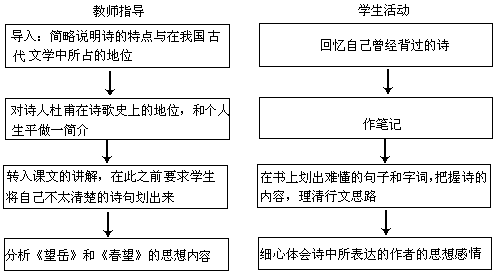 教师指导
导入：简略说明诗的特点与在我国古
代文学中所占的地位
对诗人杜甫在诗歌史上的地位，和个人
生平做一简介
转入课文的讲解，在此之前要求学生
将自己不太清楚的诗句划出来
分析《望岳》和《春望》的思想内容
学生活动
回忆自己曾经背过的诗
作笔记
在书上划出难懂的句子和字词，把握诗的
内容，理清行文思路
细心体会诗中所表达的作者的思想感情